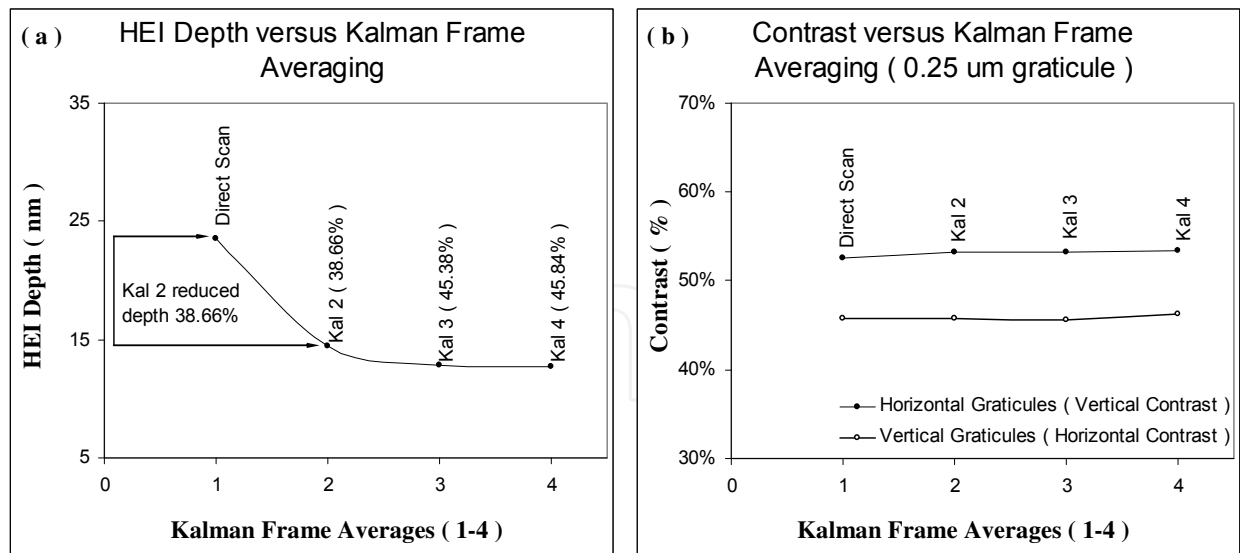 ( a )
HEI Depth versus Kalman Frame
Averaging
35
25
15
5
HEI Depth ( nm )
Direct Scan
Kal 2 ( 38.66% )
Kal 3 ( 45.38% )
Kal 4 ( 45.84% )
Kal 2 reduced
depth 38.66%
0 1 2 3 4
Kalman Frame Averages ( 1-4 )
( b )
Contrast versus Kalman Frame
Averaging ( 0.25 um graticule )
70%
60%
50%
40%
30%
Contrast ( % )
Direct Scan
Kal 2
Kal 3
Kal 4
Horizontal Graticules ( Vertical Contrast )
Vertical Graticules ( Horizontal Contrast )
0 1 2 3 4
Kalman Frame Averages ( 1-4 )